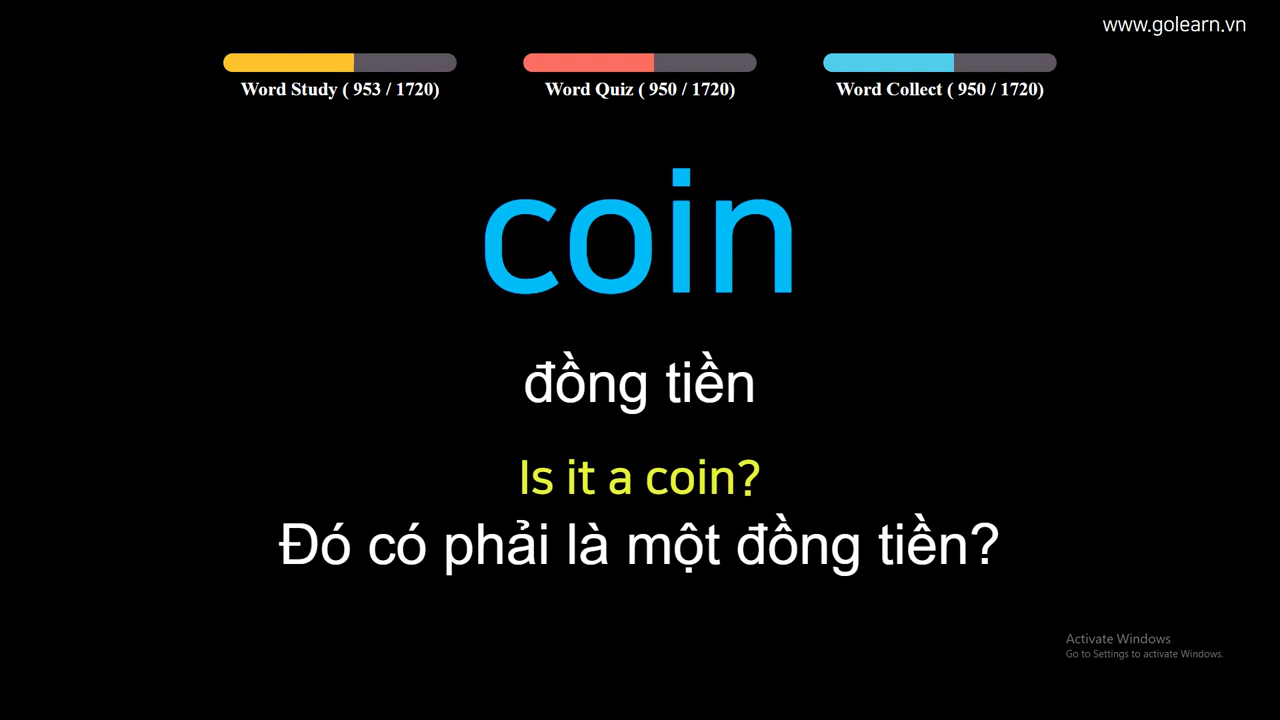 www.golearn.vn
Word Study ( 953 / 1720)
Word Quiz ( 950 / 1720)
Word Collect ( 950 / 1720)
coin
đồng tiền
Is it a coin?
Đó có phải là một đồng tiền?
Activate Windows
Go to Settings to activate Windows.